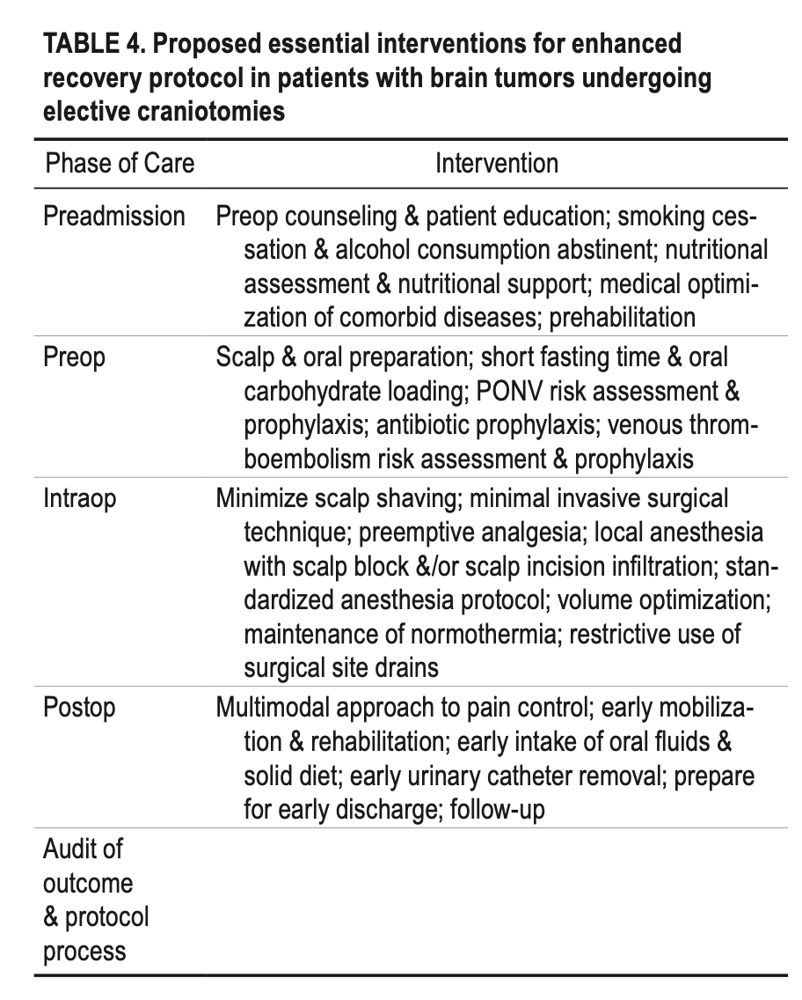 TABLE 4. Proposed essential interventions for enhanced
recovery protocol in patients with brain tumors undergoing
elective craniotomies
Phase of Care Intervention
Preadmission Preop counseling & patient education; smoking ces-
sation & alcohol consumption abstinent; nutritional
assessment & nutritional support; medical optimi-
zation of comorbid diseases; prehabilitation
Preop Scalp & oral preparation; short fasting time & oral
carbohydrate loading; PONV risk assessment &
prophylaxis; antibiotic prophylaxis; venous throm-
boembolism risk assessment & prophylaxis
Intraop Minimize scalp shaving; minimal invasive surgical
technique; preemptive analgesia; local anesthesia
with scalp block &/or scalp incision infiltration; stan-
dardized anesthesia protocol; volume optimization;
maintenance of normothermia; restrictive use of
surgical site drains
Postop Multimodal approach to pain control; early mobiliza-
tion & rehabilitation; early intake of oral fluids &
solid diet; early urinary catheter removal; prepare
for early discharge; follow-up
Audit of
outcome
& protocol
process